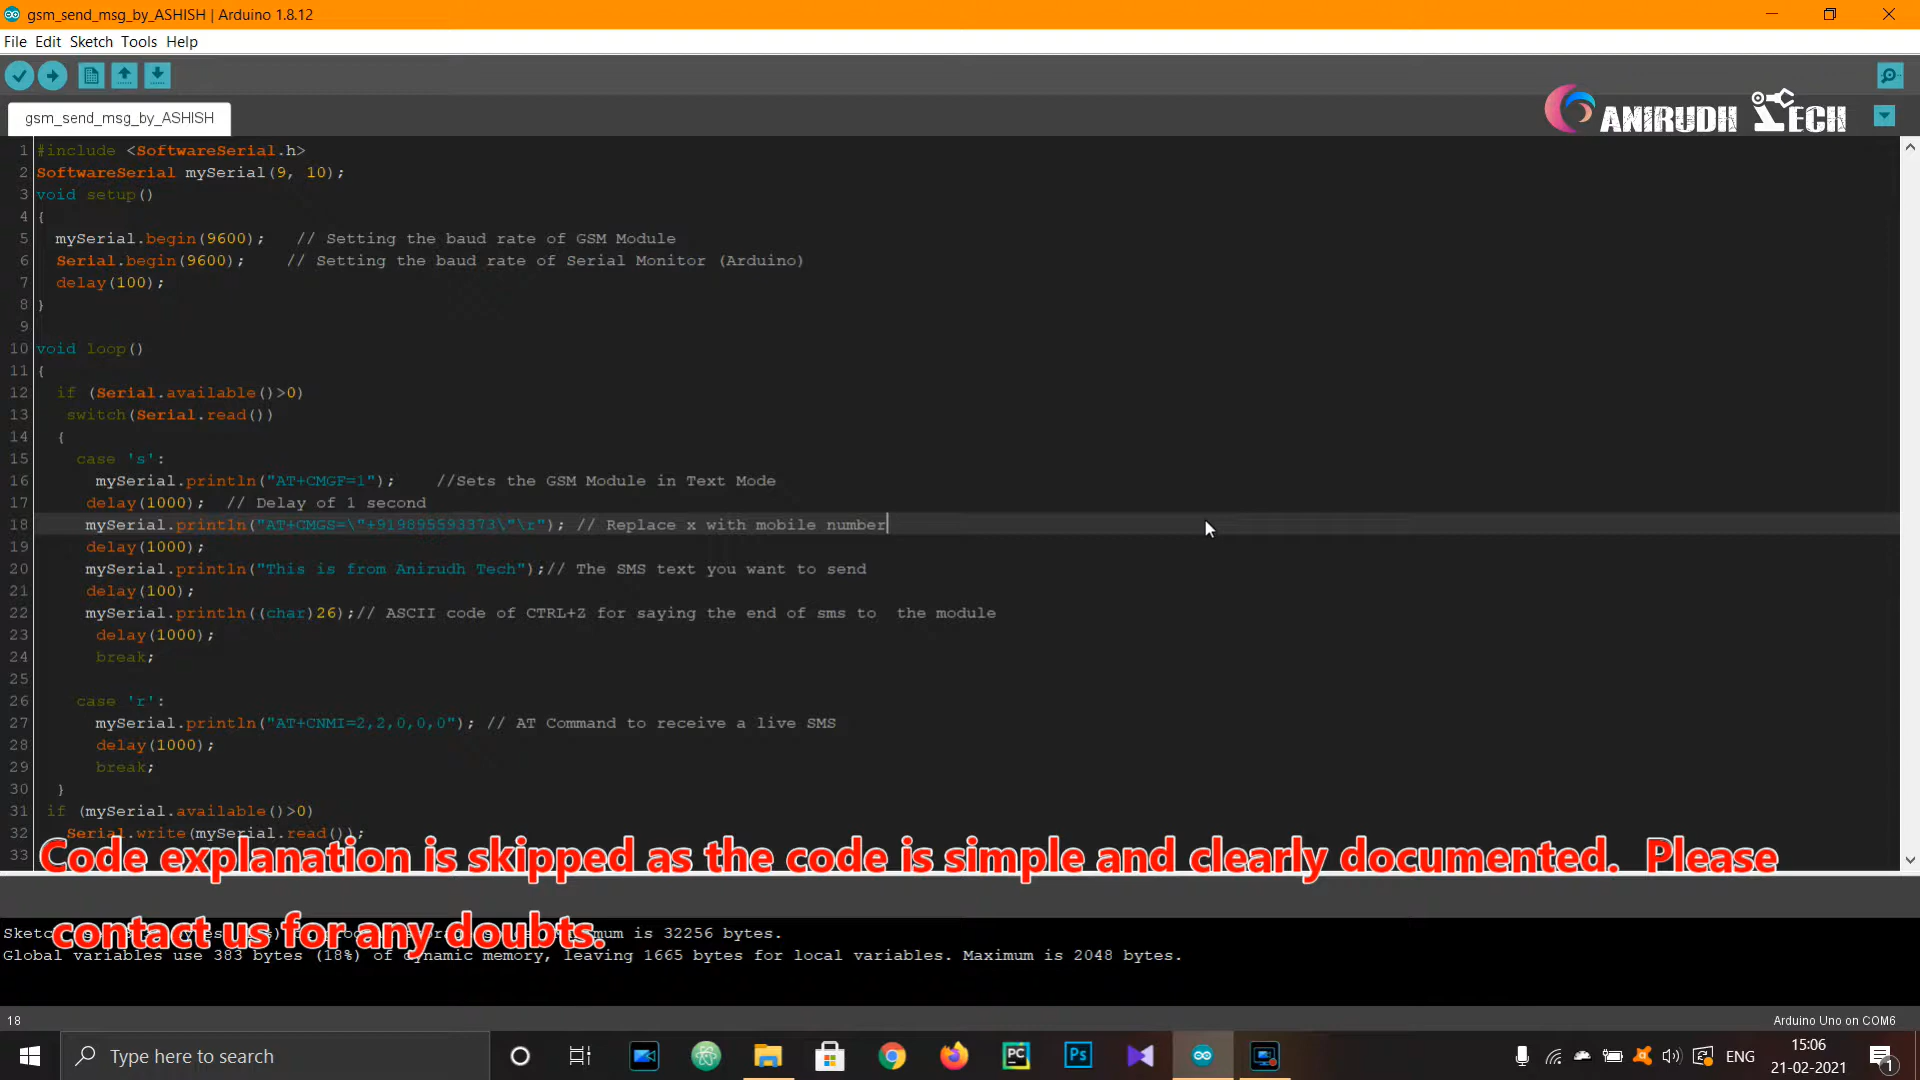 gsm_send_msg_by_ASHISH | Arduino 1.8.12
File Edit Sketch Tools Help
gsm_send_msg_by_ASHISH
ANIRUDH TECH
1 #include <SoftwareSerial.h>
2 SoftwareSerial mySerial(9, 10);
3 void setup()
4 {
5 mySerial.begin(9600); // Setting the baud rate of GSM Module
6 Serial.begin(9600); // Setting the baud rate of Serial Monitor (Arduino)
7 delay(100);
8 }
9
10 void loop()
11 {
12 if (Serial.available()>0)
13 switch(Serial.read())
14 {
15 case 's':
16 mySerial.println("AT+CMGF=1"); //Sets the GSM Module in Text Mode
17 delay(1000); // Delay of 1 second
18 mySerial.println("AT+CMGS=\"+919895593373\"\r"); // Replace x with mobile number
19 delay(1000);
20 mySerial.println("This is from Anirudh Tech");// The SMS text you want to send
21 delay(100);
22 mySerial.println((char)26);// ASCII code of CTRL+Z for saying the end of sms to  the module
23 delay(1000);
24 break;
25
26 case 'r':
27 mySerial.println("AT+CNMI=2,2,0,0,0"); // AT Command to receive a live SMS
28 delay(1000);
29 break;
30 }
31 if (mySerial.available()>0)
32 Serial.write(mySerial.read());
33
Code explanation is skipped as the code is simple and clearly documented. Please
contact us for any doubts.
Sketch is 32256 bytes.
Global variables use 383 bytes (18%) of dynamic memory, leaving 1665 bytes for local variables. Maximum is 2048 bytes.
18
Arduino Uno on COM6
Type here to search
PC
Ps
ENG
15:06
21-02-2021
1